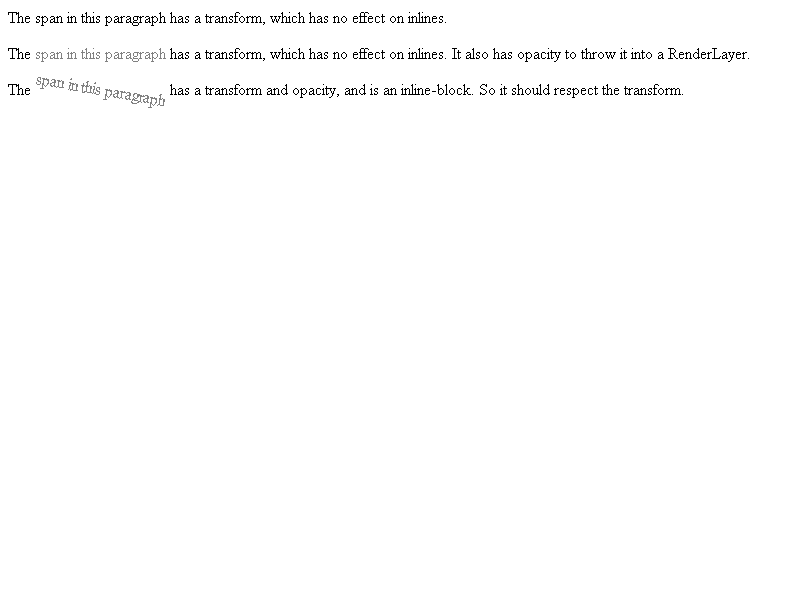 The span in this paragraph has a transform, which has no effect on inlines.
The span in this paragraph has a transform, which has no effect on inlines. It also has opacity to throw it into a RenderLayer.
The span in this paragraph has a transform and opacity, and is an inline-block. So it should respect the transform.